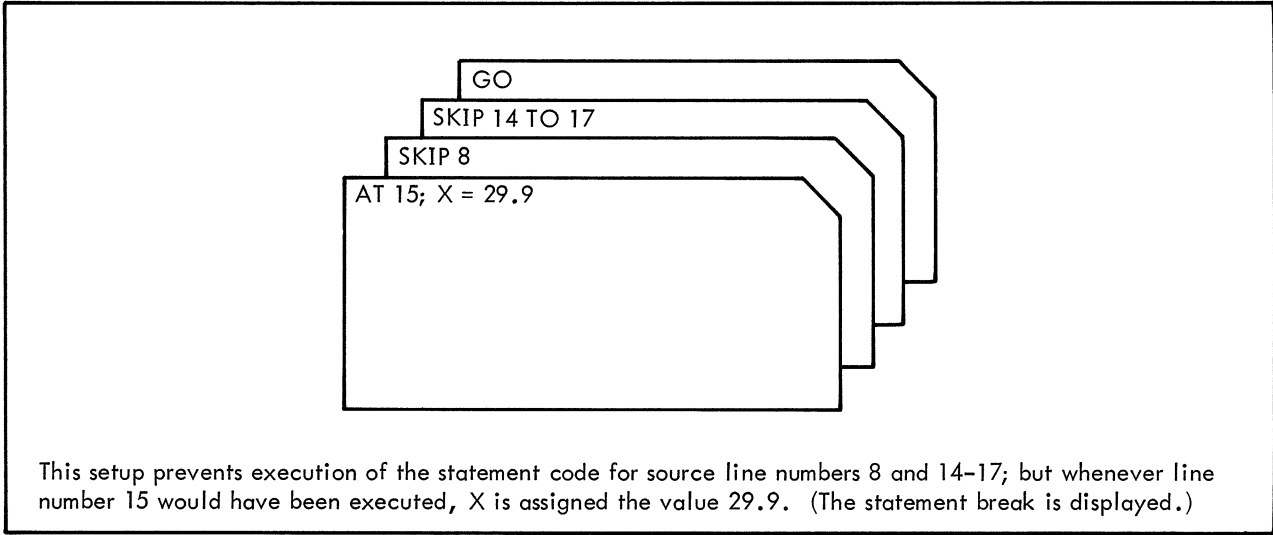 GO
SKIP 14 TO 17
SKIP 8
AT 15; X = 29.9
This setup prevents execution of the statement code for source line numbers 8 and 14-17; but whenever line
number 15 would have been executed, X is assigned the value 29.9. (The statement break is displayed.)